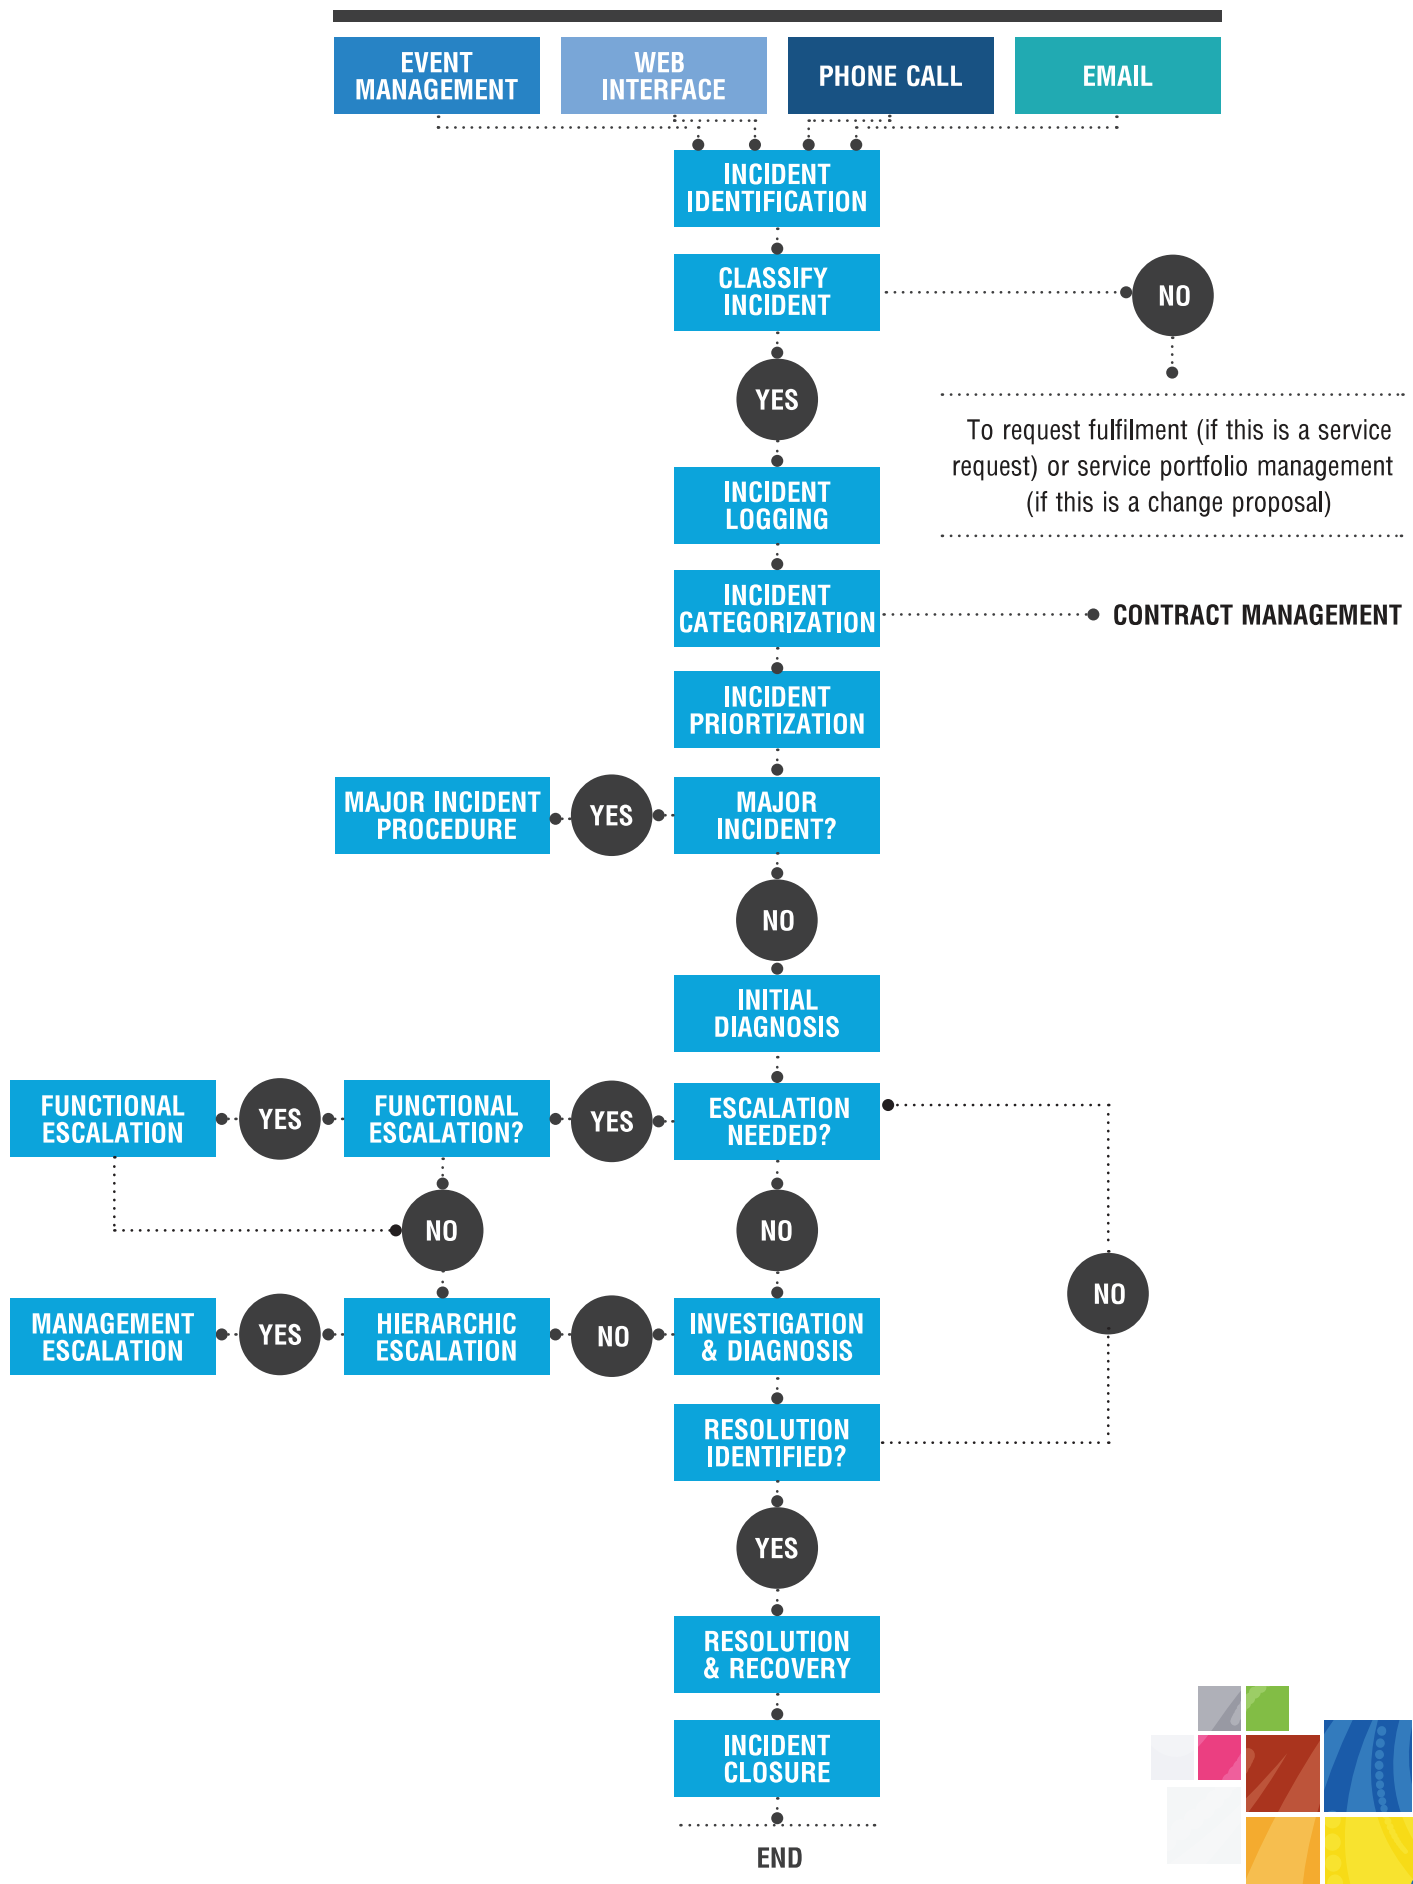 EVENT
MANAGEMENT
WEB
INTERFACE
PHONE CALL
EMAIL
INCIDENT
IDENTIFICATION
CLASSIFY
INCIDENT
NO
YES
To request fulfilment (if this is a service
request) or service portfolio management
(if this is a change proposal)
INCIDENT
LOGGING
INCIDENT
CATEGORIZATION
CONTRACT MANAGEMENT
INCIDENT
PRIORTIZATION
MAJOR INCIDENT
PROCEDURE
YES
MAJOR
INCIDENT?
NO
INITIAL
DIAGNOSIS
FUNCTIONAL
ESCALATION
YES
FUNCTIONAL
ESCALATION?
YES
ESCALATION
NEEDED?
NO
NO
NO
MANAGEMENT
ESCALATION
YES
HIERARCHIC
ESCALATION
NO
INVESTIGATION
& DIAGNOSIS
RESOLUTION
IDENTIFIED?
YES
RESOLUTION
& RECOVERY
INCIDENT
CLOSURE
END